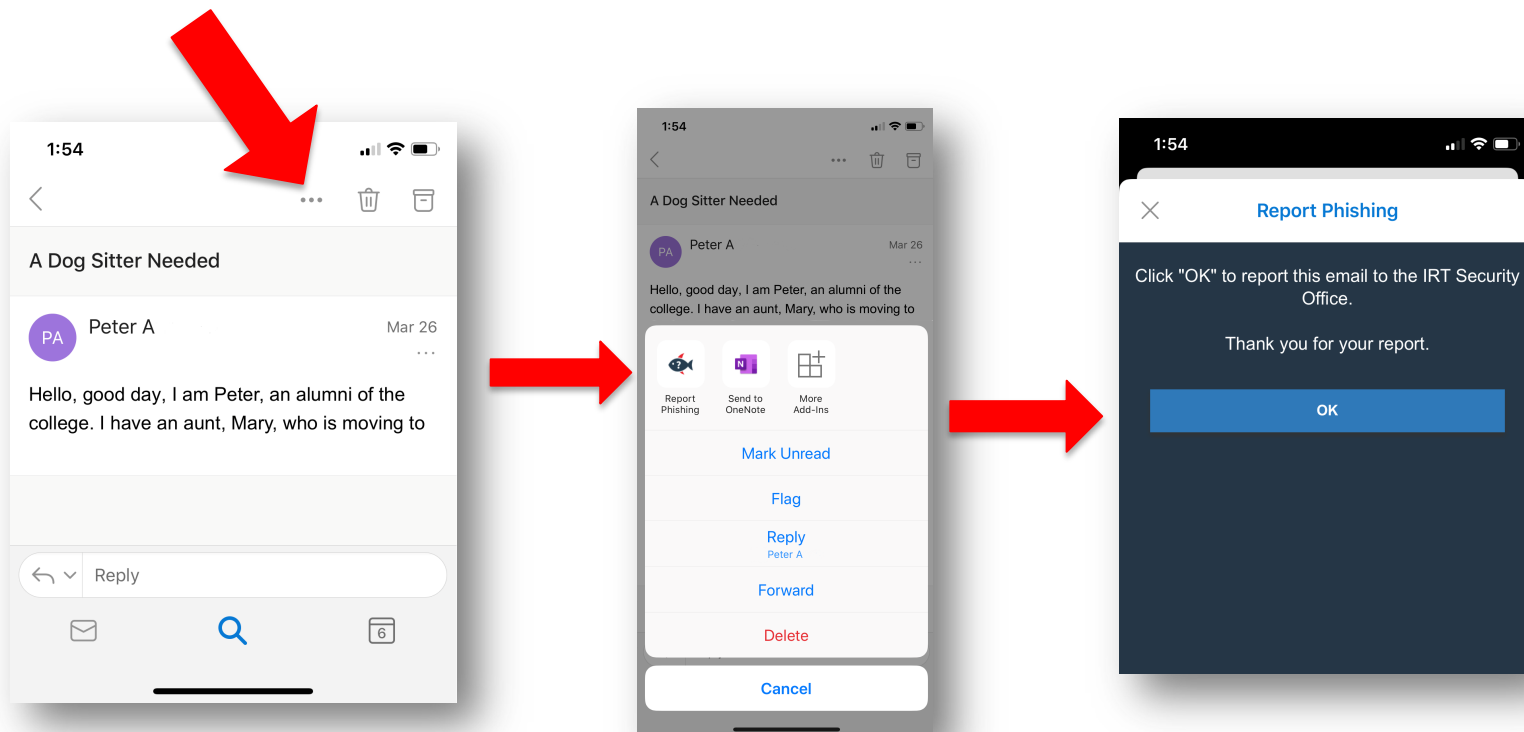 1:54
A Dog Sitter Needed
PA
Peter A
Mar 26
Hello, good day, I am Peter, an alumni of the
college. I have an aunt, Mary, who is moving to
Reply
6
1:54
A Dog Sitter Needed
PA
Peter A
Mar 26
Hello, good day, I am Peter, an alumni of the
college. I have an aunt, Mary, who is moving to
?
N
Report
Phishing
Send to
OneNote
More
Add-Ins
Mark Unread
Flag
Reply
Peter A
Forward
Delete
Cancel
1:54
Report Phishing
Click "OK" to report this email to the IRT Security
Office.
Thank you for your report.
OK